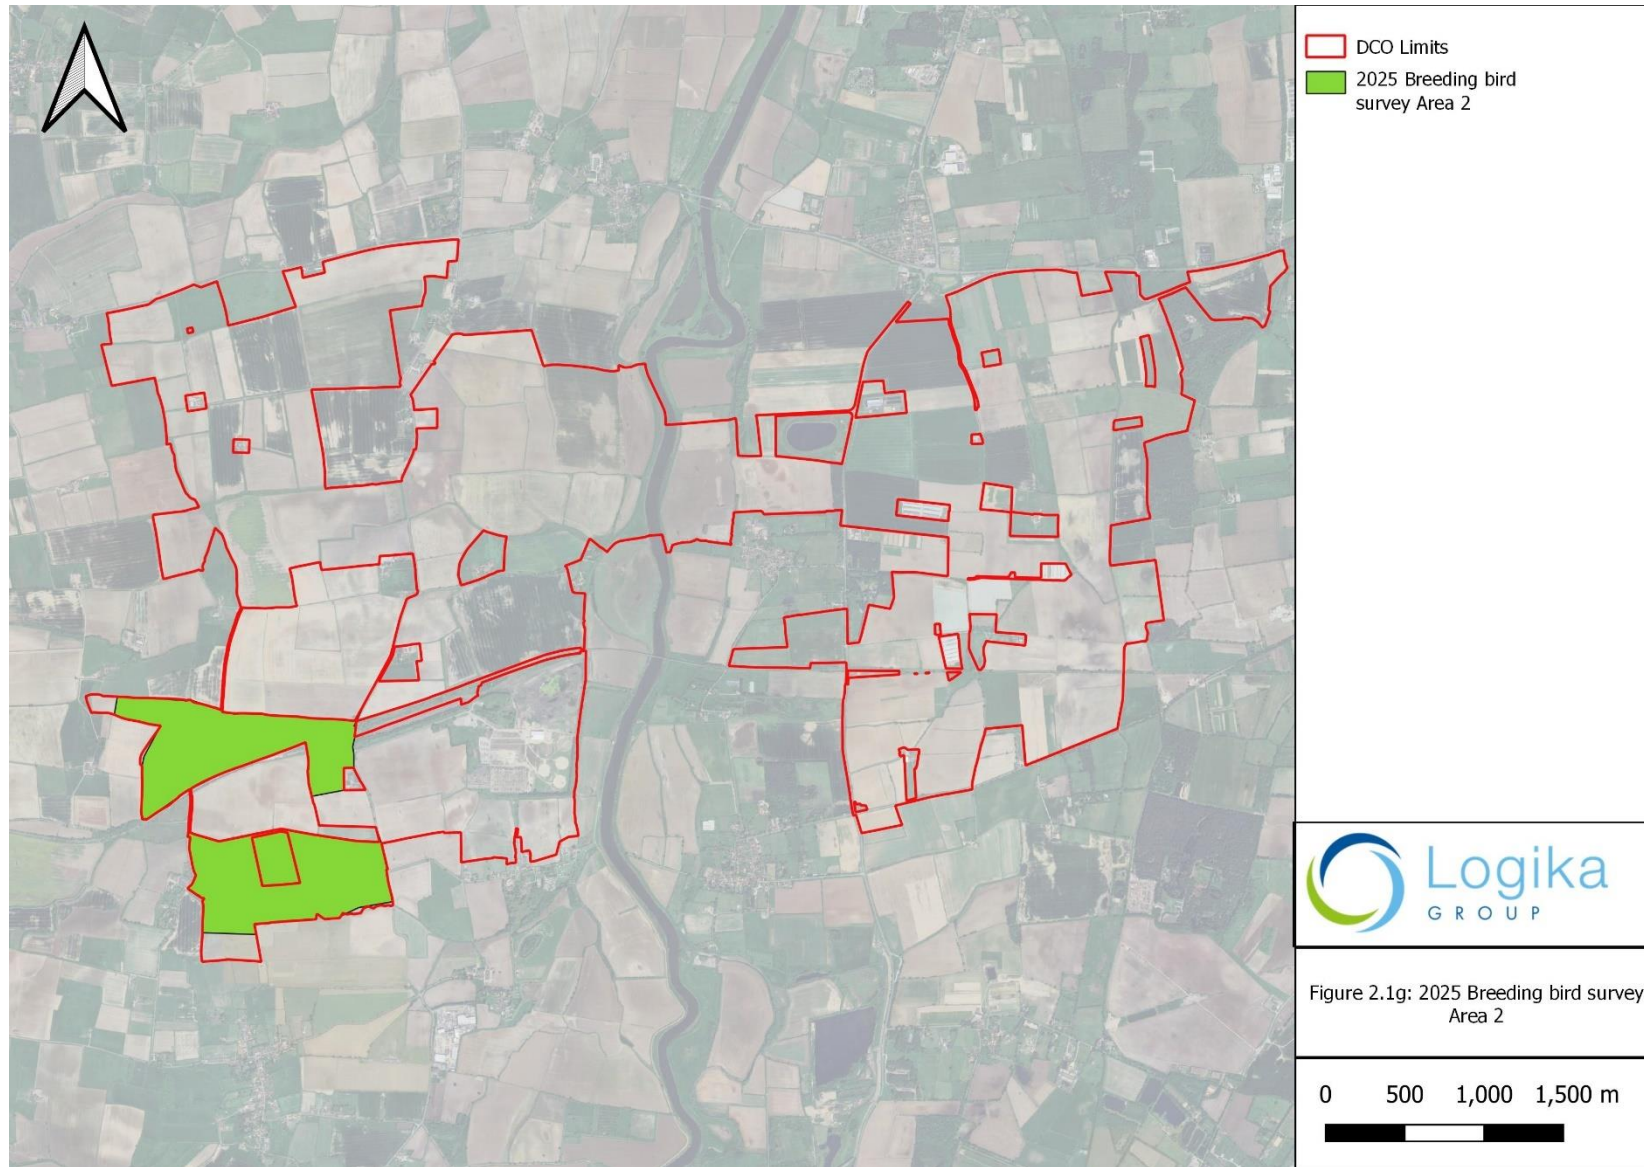 DCO Limits
2025 Breeding bird
survey Area 2
Logika
GROUP
Figure 2.1g: 2025 Breeding bird survey
Area 2
0 500 1,000 1,500 m